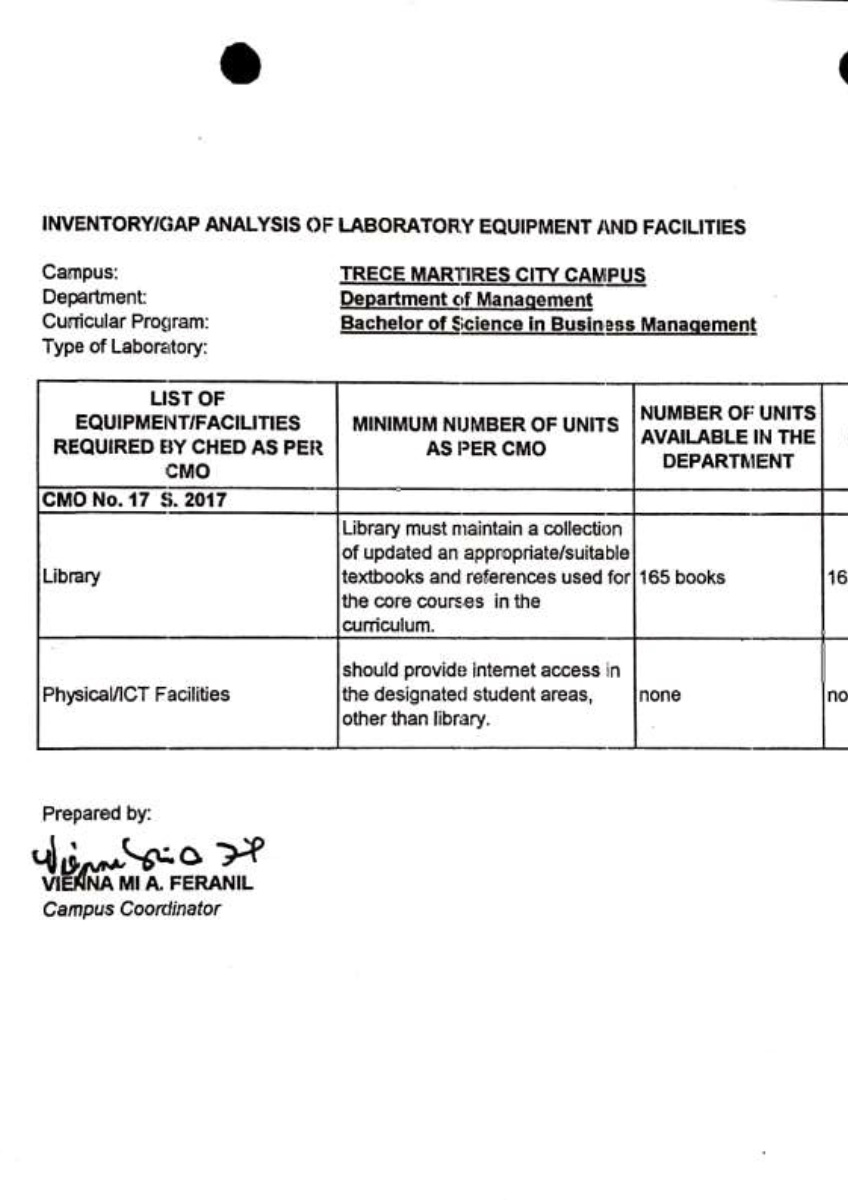 INVENTORY/GAP ANALYSIS OF LABORATORY EQUIPMENT AND FACILITIES
Campus: TRECE MARTIRES CITY CAMPUS
Department: Department of Management
Curricular Program: Bachelor of Science in Business Management
Type of Laboratory:
LIST OF
EQUIPMENT/FACILITIES
REQUIRED BY CHED AS PER
CMO
MINIMUM NUMBER OF UNITS
AS PER CMO
NUMBER OF UNITS
AVAILABLE IN THE
DEPARTMENT
CMO No. 17 S. 2017
Library
Library must maintain a collection
of updated an appropriate/suitable
textbooks and references used for
the core courses in the
curriculum.
165 books
16
Physical/ICT Facilities
should provide internet access in
the designated student areas,
other than library.
none
no
Prepared by:
VIENNA MI A. FERANIL
Campus Coordinator